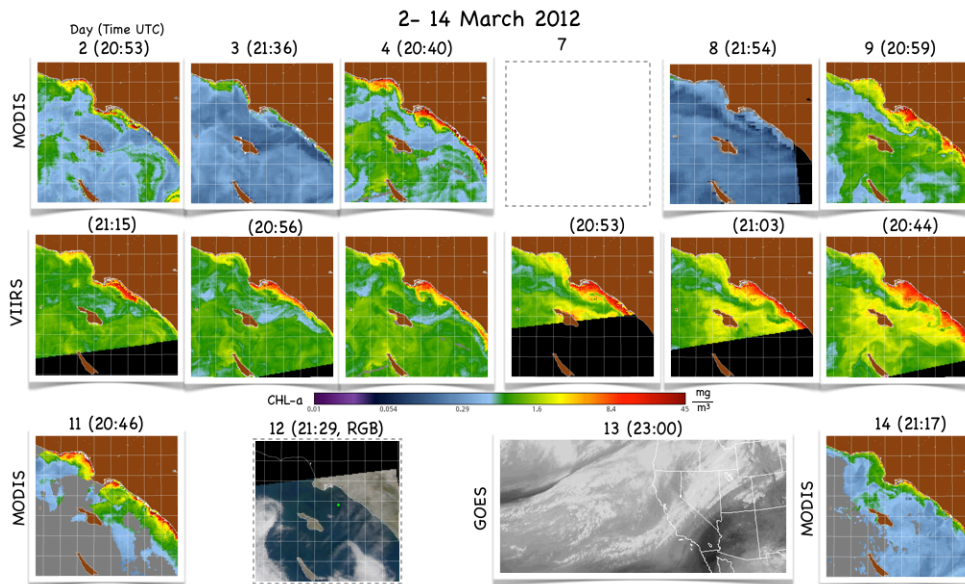 2- 14 March 2012
Day (Time UTC)
2 (20:53)
3 (21:36)
4 (20:40)
7
8 (21:54)
9 (20:59)
MODIS
(21:15)
(20:56)
(20:53)
(21:03)
(20:44)
VIIRS
CHL-a
mg
m³
0.01
0.054
0.29
1.6
8.4
45
11 (20:46)
12 (21:29, RGB)
13 (23:00)
14 (21:17)
MODIS
GOES
MODIS